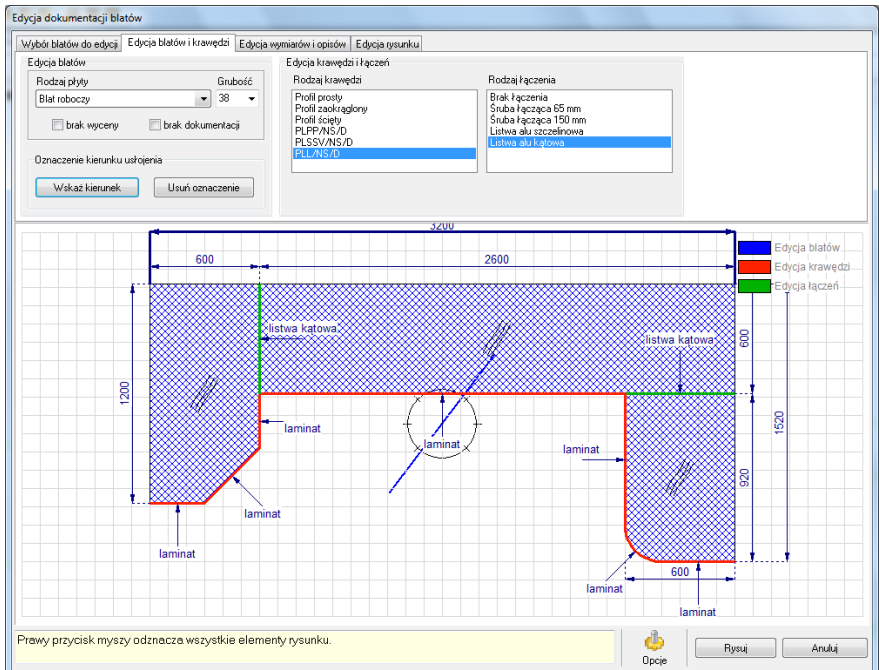 Edycja dokumentacji blatów
Wybór blatów do edycji
Edycja blatów i krawędzi
Edycja wymiarów i opisów
Edycja rysunku
Edycja blatów
Rodzaj płyty
Grubość
Blat roboczy
38
brak wyceny
brak dokumentacji
Oznaczenie kierunku usłojenia
Wskaż kierunek
Usuń oznaczenie
Edycja krawędzi i łączeń
Rodzaj krawędzi
Profil prosty
Profil zaokrąglony
Profil ścięty
PLPP/NS/D
PLSSV/NS/D
PLL/NS/D
Rodzaj łączenia
Brak łączenia
Śruba łącząca 65 mm
Śruba łącząca 150 mm
Listwa alu szczelinowa
Listwa alu kątowa
3200
600
2600
Edycja blatów
Edycja krawędzi
Edycja łączeń
listwa kątowa
listwa kątowa
600
1200
1520
laminat
laminat
laminat
920
laminat
laminat
600
laminat
laminat
Prawy przycisk myszy odznacza wszystkie elementy rysunku.
Opcje
Rysuj
Anuluj